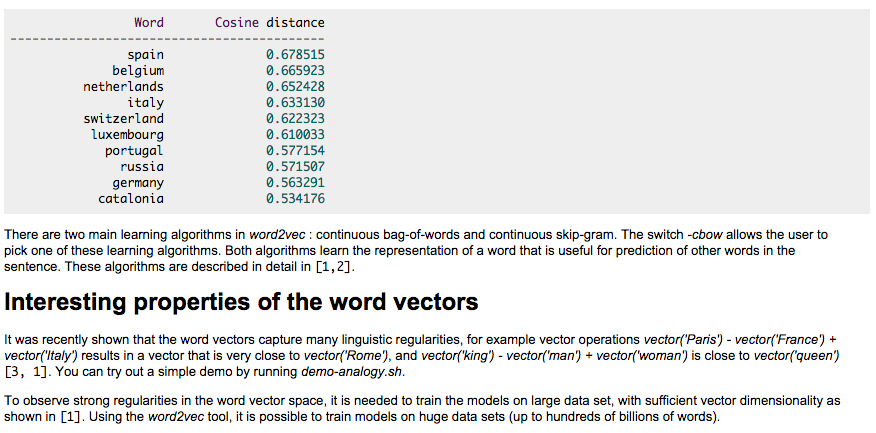 Word Cosine distance
-------------------------------------------
spain 0.678515
belgium 0.665923
netherlands 0.652428
italy 0.633130
switzerland 0.622323
luxembourg 0.610033
portugal 0.577154
russia 0.571507
germany 0.563291
catalonia 0.534176
There are two main learning algorithms in word2vec : continuous bag-of-words and continuous skip-gram. The switch -cbow allows the user to
pick one of these learning algorithms. Both algorithms learn the representation of a word that is useful for prediction of other words in the
sentence. These algorithms are described in detail in [1,2].
Interesting properties of the word vectors
It was recently shown that the word vectors capture many linguistic regularities, for example vector operations vector('Paris') - vector('France') +
vector('Italy') results in a vector that is very close to vector('Rome'), and vector('king') - vector('man') + vector('woman') is close to vector('queen')
[3, 1]. You can try out a simple demo by running demo-analogy.sh.
To observe strong regularities in the word vector space, it is needed to train the models on large data set, with sufficient vector dimensionality as
shown in [1]. Using the word2vec tool, it is possible to train models on huge data sets (up to hundreds of billions of words).